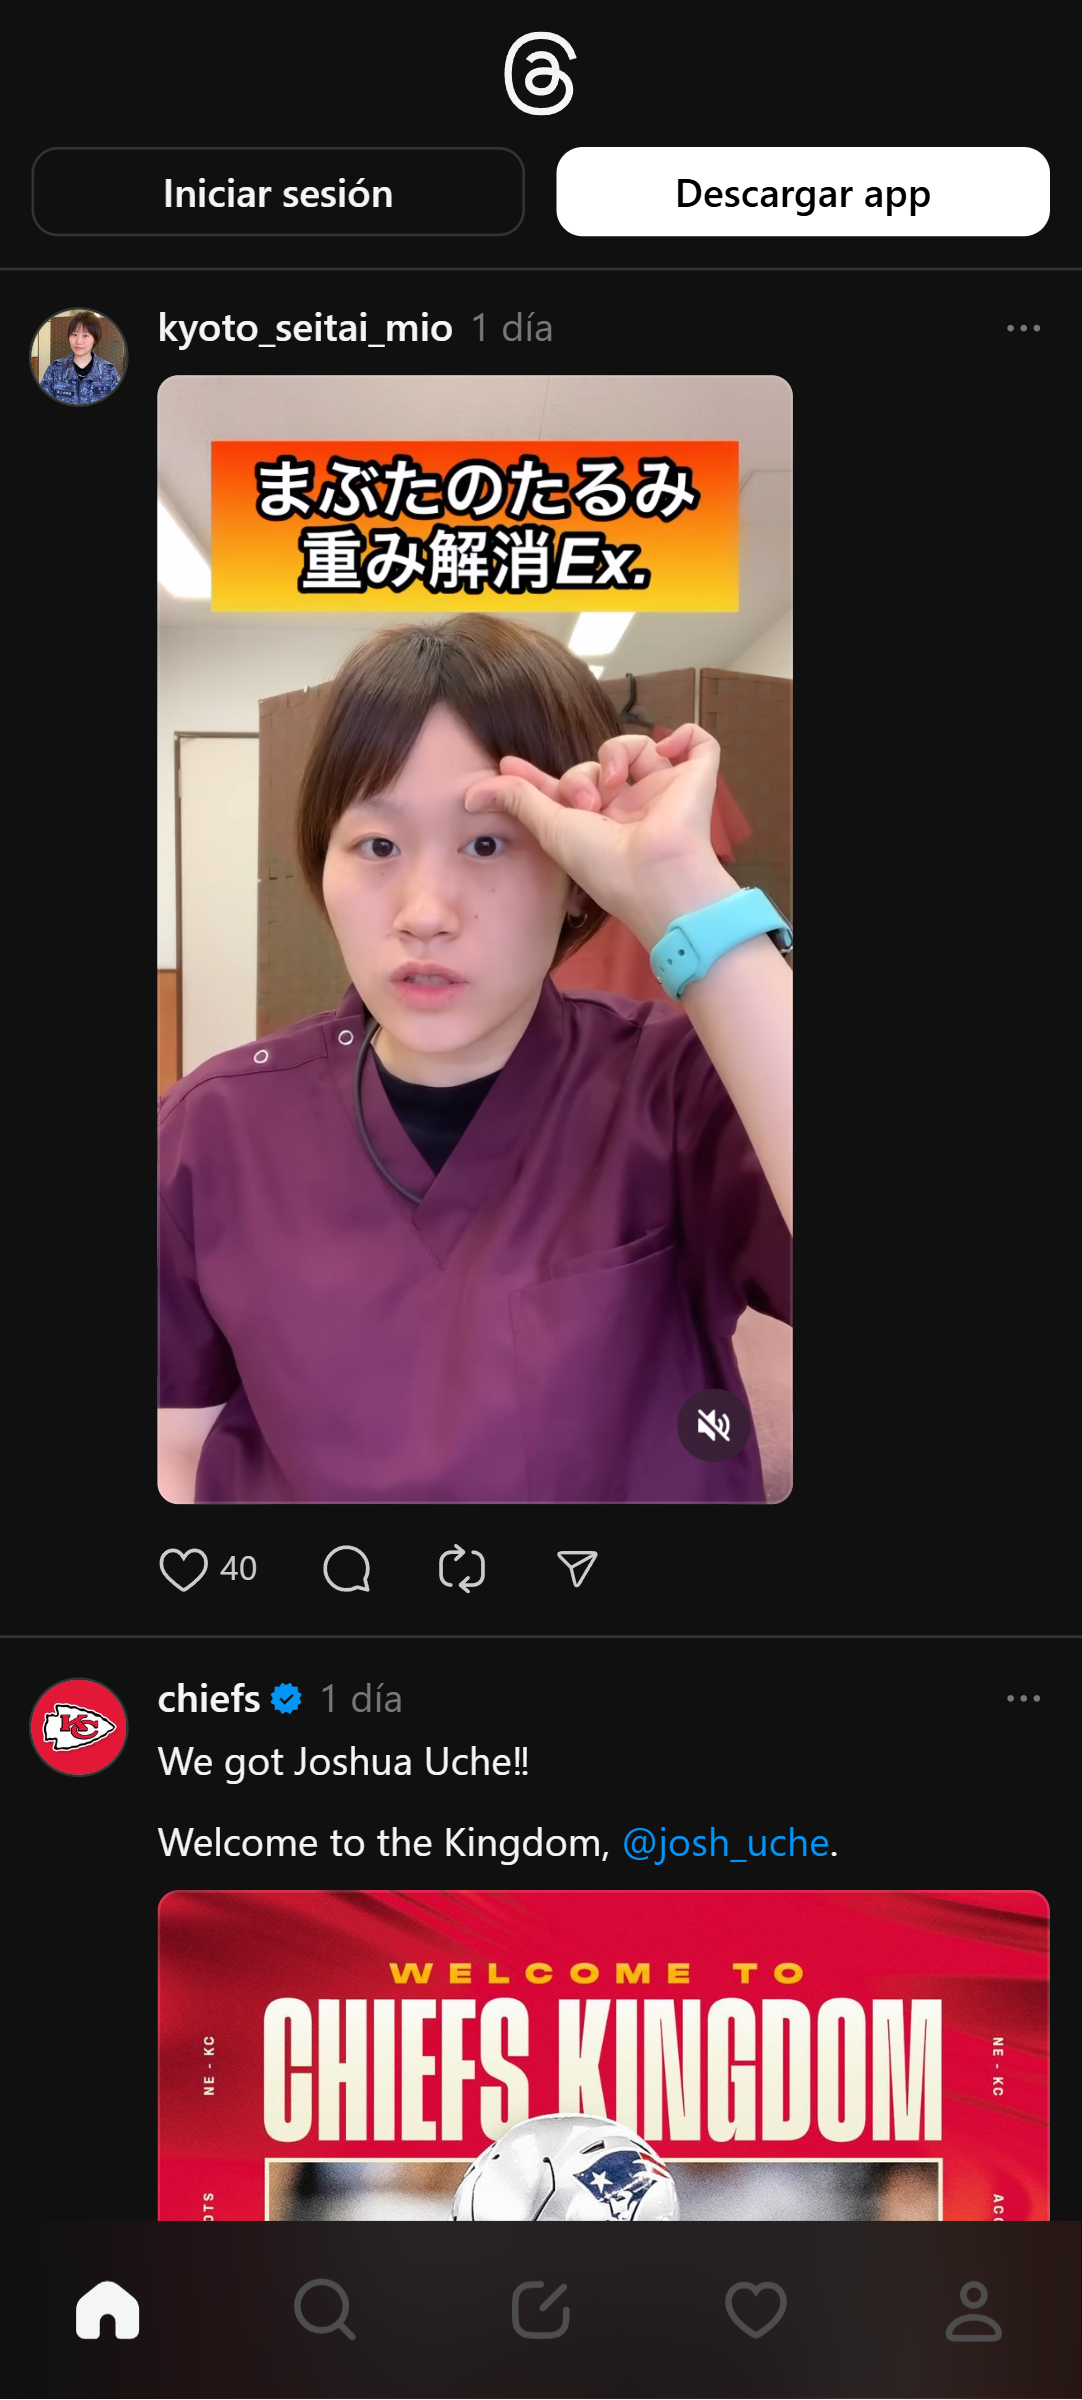 Iniciar sesión
Descargar app
kyoto_seitai_mio 1 día
まぶたのたるみ
重み解消Ex.
40
chiefs 1 día
KC
We got Joshua Uche!!
Welcome to the Kingdom, @josh_uche.
WELCOME TO
CHIEFS KINGDOM
NE - KC
NE - KC